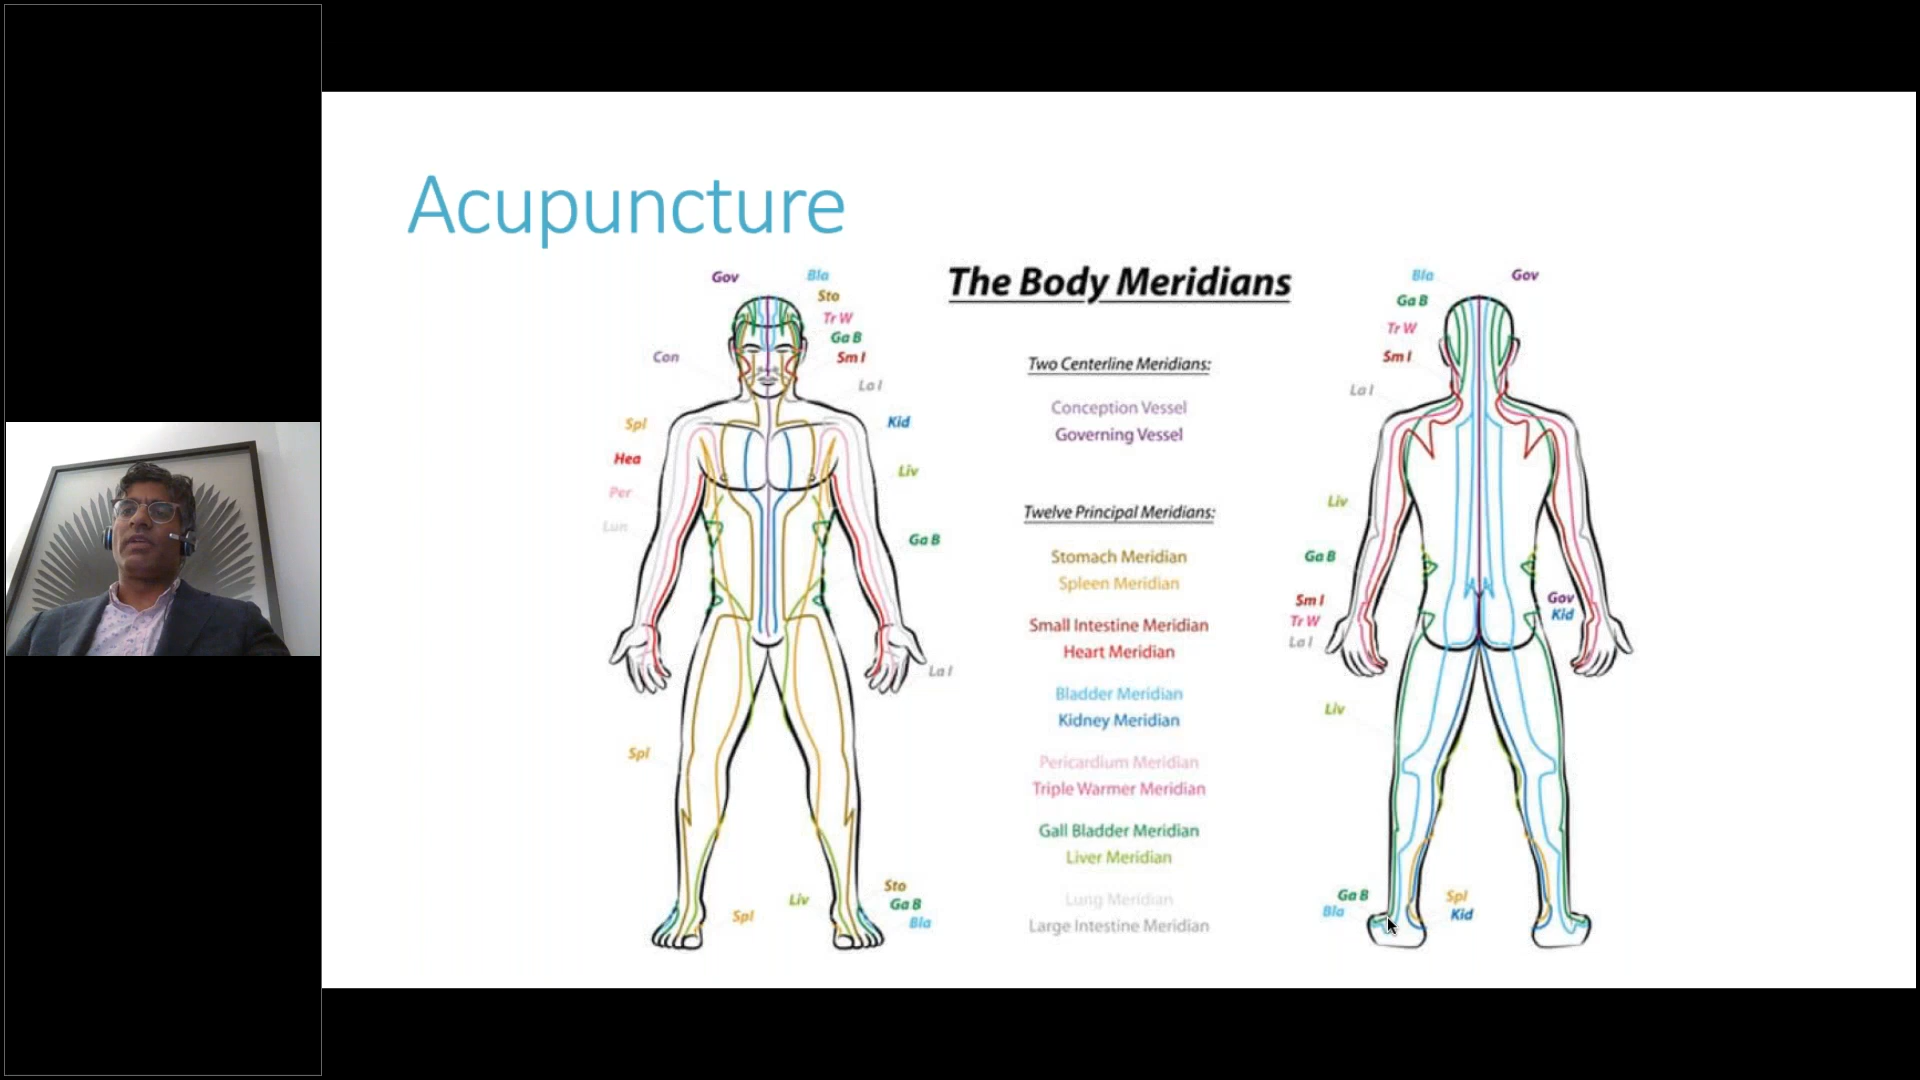 Acupuncture
The Body Meridians
Gov
Bla
Sto
Tr W
Ga B
Sm I
La I
Con
Spl
Hea
Per
Lun
Kid
Liv
Ga B
La I
Spl
Spl
Liv
Sto
Ga B
Bla
Two Centerline Meridians:
Conception Vessel
Governing Vessel
Twelve Principal Meridians:
Stomach Meridian
Spleen Meridian
Small Intestine Meridian
Heart Meridian
Bladder Meridian
Kidney Meridian
Pericardium Meridian
Triple Warmer Meridian
Gall Bladder Meridian
Liver Meridian
Lung Meridian
Large Intestine Meridian
Bla
Gov
Ga B
Tr W
Sm I
La I
Liv
Ga B
Sm I
Tr W
La I
Gov
Kid
Liv
Ga B
Bla
Spl
Kid